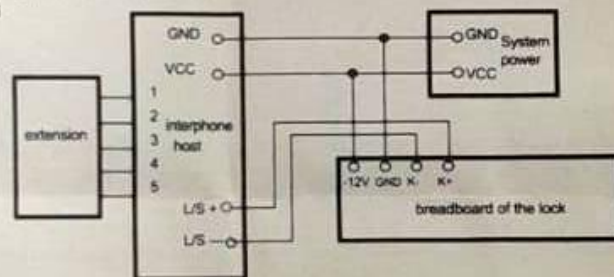 GND
VCC
1
2
3
4
5
extension
interphone
host
L/S +
L/S —
GND
VCC
System
power
-12V GND K- K+
breadboard of the lock